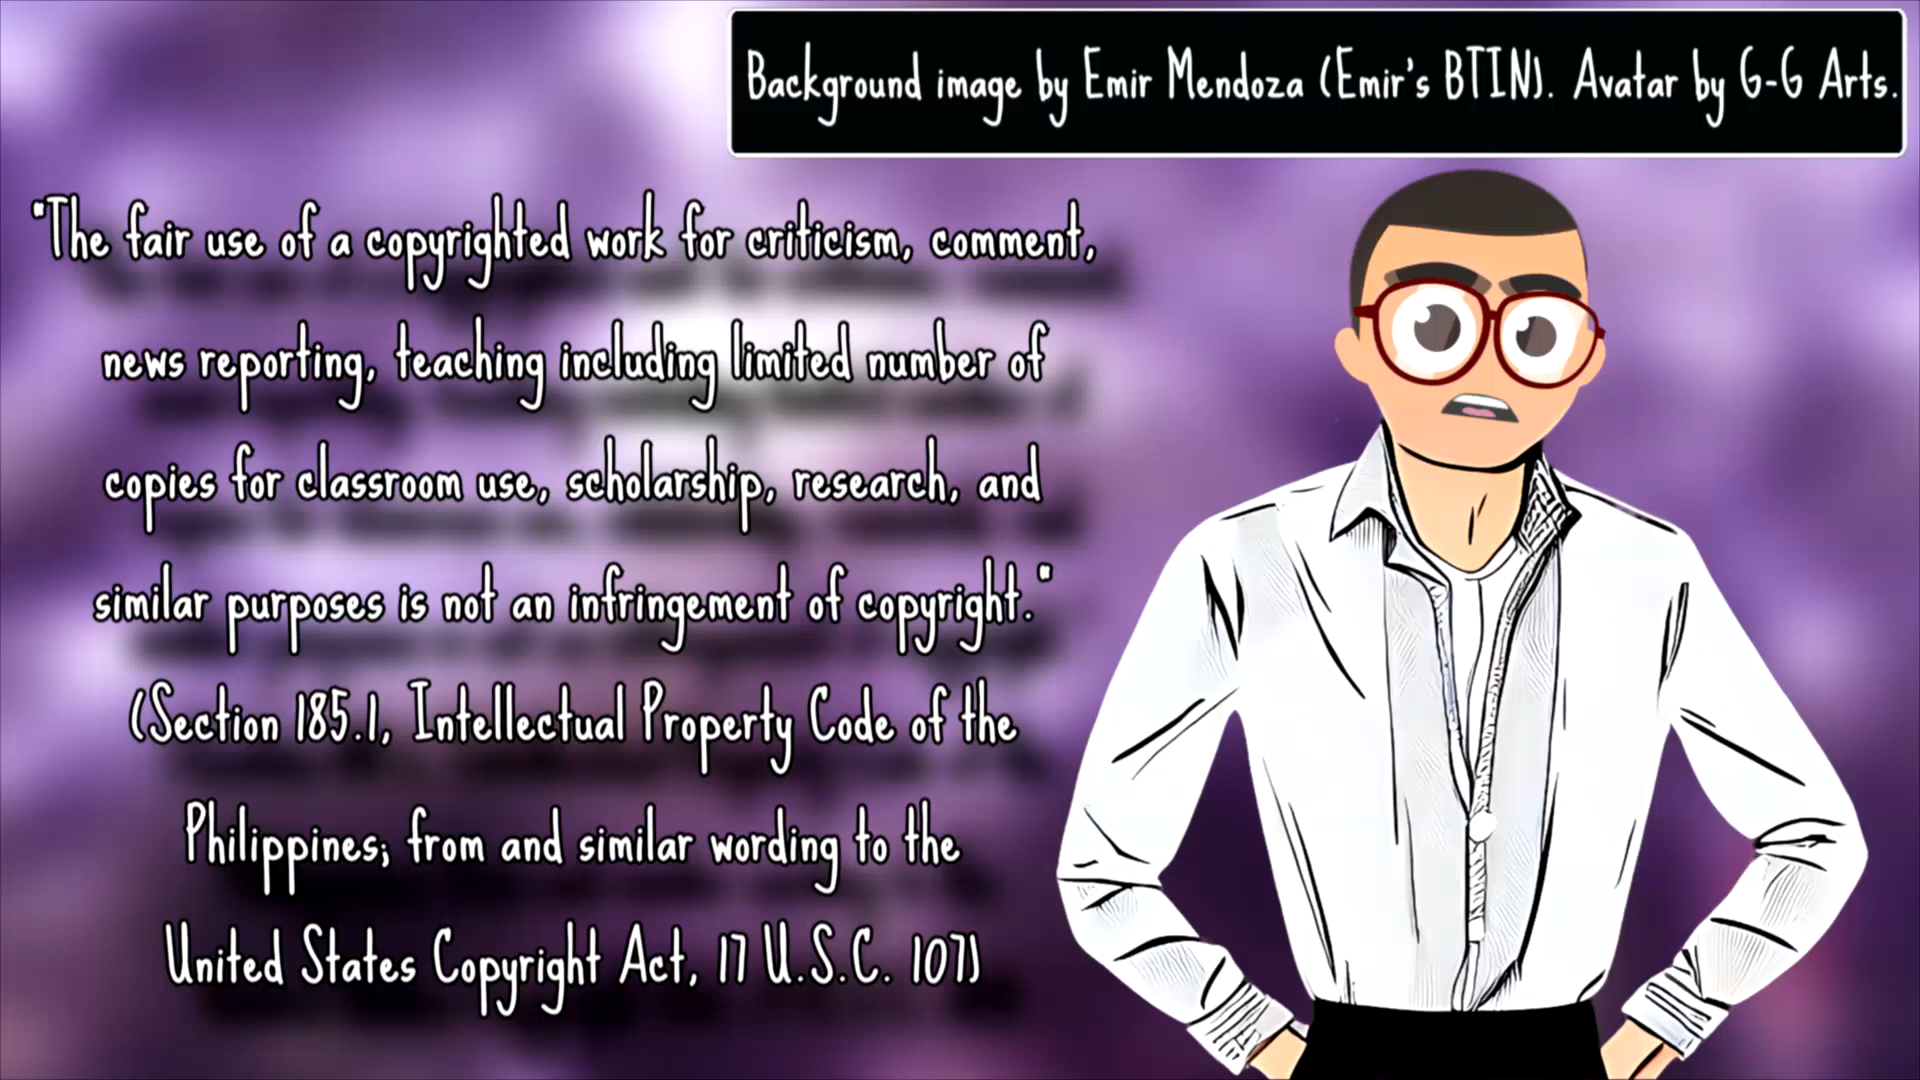 Background image by Emir Mendoza (Emir's BTIN). Avatar by G-G Arts.
"The fair use of a copyrighted work for criticism, comment,
news reporting, teaching including limited number of
copies for classroom use, scholarship, research, and
similar purposes is not an infringement of copyright."
(Section 185.1, Intellectual Property Code of the
Philippines; from and similar wording to the
United States Copyright Act, 17 U.S.C. 107)